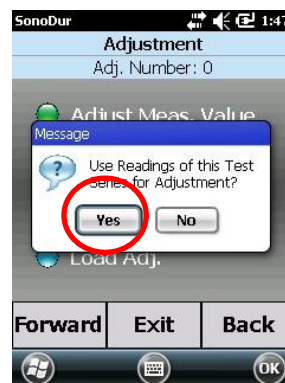 SonoDur 1:47
Adjustment
Adj. Number: 0
Adjust Meas. Value
Message
Use Readings of this Test
Series for Adjustment?
Yes No
Load Adj.
Forward Exit Back
OK